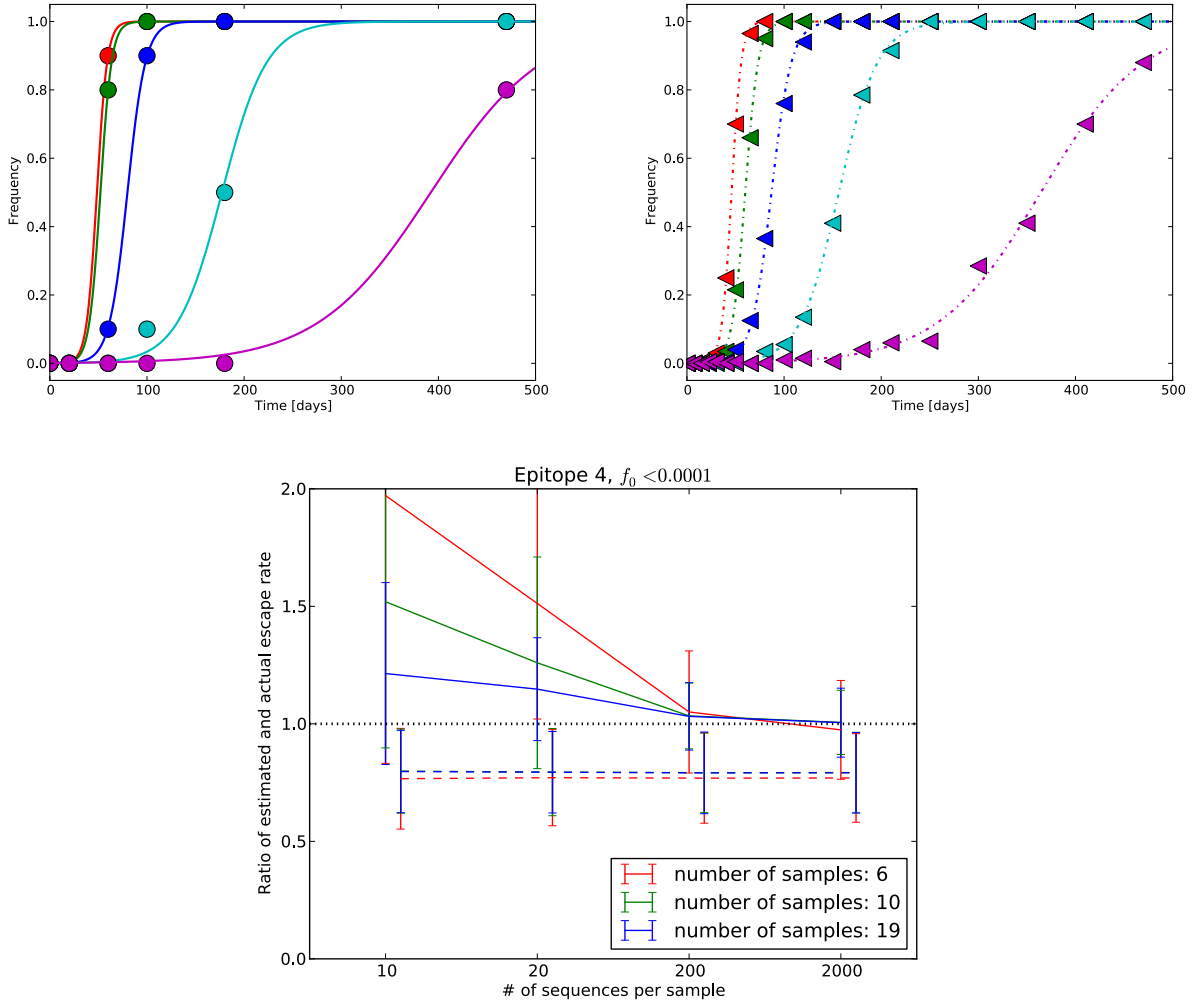 1.0
0.8
0.6
0.4
0.2
0.0
Frequency
0 100 200 300 400 500
Time [days]
1.0
0.8
0.6
0.4
0.2
0.0
Frequency
0 100 200 300 400 500
Time [days]
Epitope 4, f₀ <0.0001
2.0
1.5
1.0
0.5
0.0
Ratio of estimated and actual escape rate
number of samples: 6
number of samples: 10
number of samples: 19
10 20 200 2000
# of sequences per sample